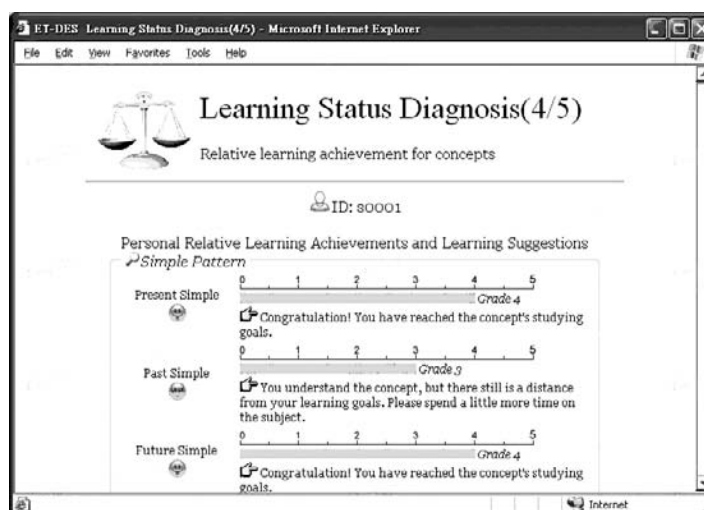 ET-DES Learning Status Diagnosis(4/5) - Microsoft Internet Explorer
File Edit View Favorites Tools Help
Learning Status Diagnosis(4/5)
Relative learning achievement for concepts
ID: s0001
Personal Relative Learning Achievements and Learning Suggestions
Simple Pattern
0 1 2 3 4 5
Present Simple
Grade 4
Congratulation! You have reached the concept's studying
goals.
0 1 2 3 4 5
Past Simple
Grade 3
You understand the concept, but there still is a distance
from your learning goals. Please spend a little more time on
the subject.
0 1 2 3 4 5
Future Simple
Grade 4
Congratulation! You have reached the concept's studying
goals.
Internet